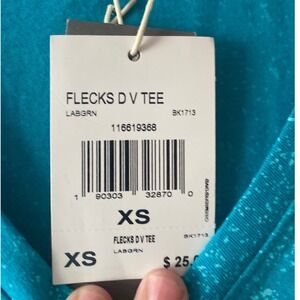 FLECKS D V TEE
LABGRN BK1713
116619368
1 90303 32870 0
XS
FLECKS D V TEE BK1713
LABGRN
XS $ 25.0